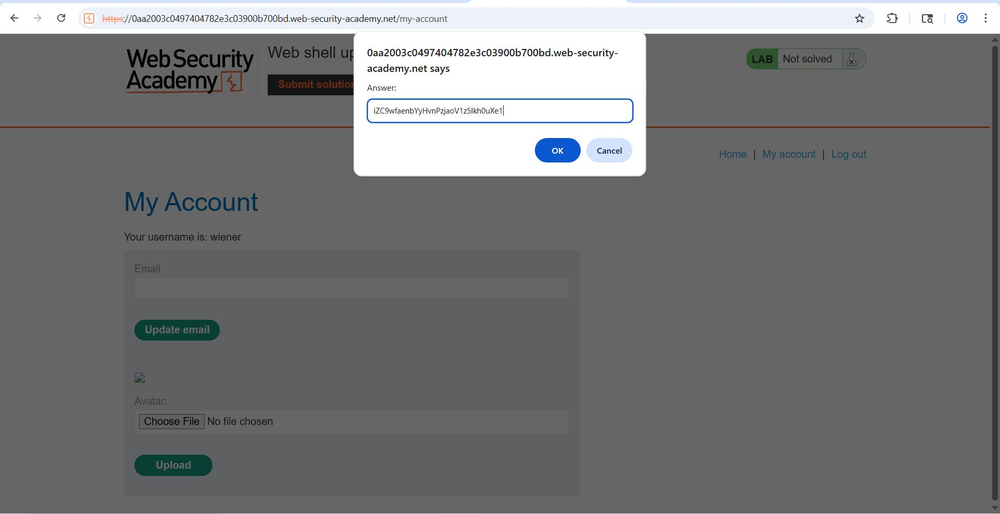 https://0aa2003c0497404782e3c03900b700bd.web-security-academy.net/my-account
Web Security
Academy
Web shell up
Submit solution
LAB Not solved
0aa2003c0497404782e3c03900b700bd.web-security-
academy.net says
Answer:
iZC9wfaenbYyHvnPzjaoV1z5Ikh0uXe1
OK Cancel
Home | My account | Log out
My Account
Your username is: wiener
Email
Update email
Avatar:
Choose File No file chosen
Upload